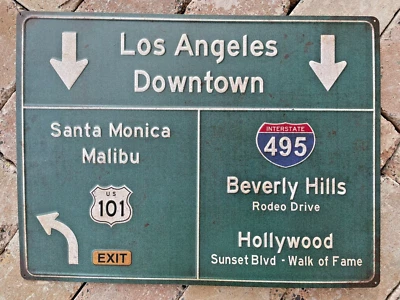 Los Angeles
Downtown
Santa Monica
Malibu
U S
101
EXIT
INTERSTATE
495
Beverly Hills
Rodeo Drive
Hollywood
Sunset Blvd - Walk of Fame